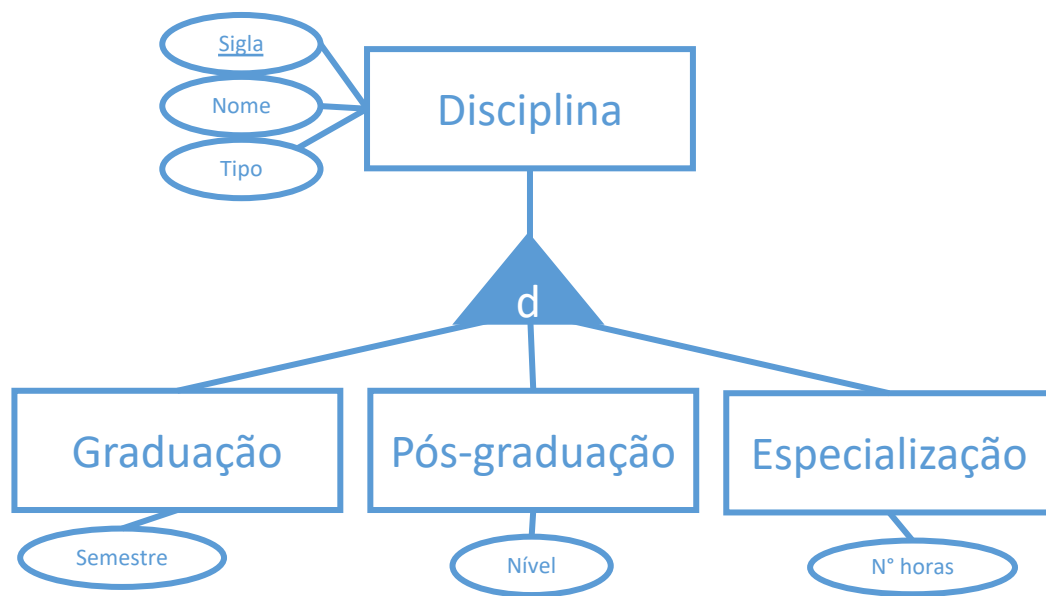 Sigla
Nome
Tipo
Disciplina
d
Graduação
Pós-graduação
Especialização
Semestre
Nível
N° horas